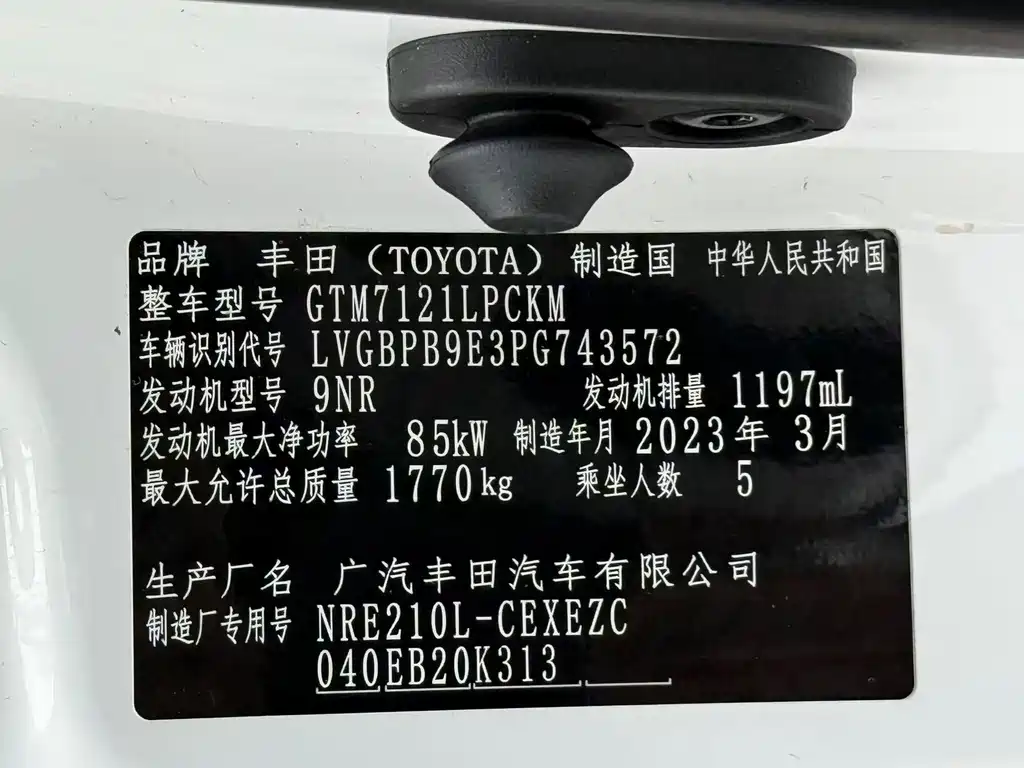 品牌 丰田（TOYOTA）制造国 中华人民共和国
整车型号 GTM7121LPCKM
车辆识别代号 LVGBPB9E3PG743572
发动机型号 9NR 发动机排量 1197mL
发动机最大净功率 85kW 制造年月 2023年 3月
最大允许总质量 1770kg 乘坐人数 5
生产厂名 广汽丰田汽车有限公司
制造厂专用号 NRE210L-CEXEZC
040EB20K313